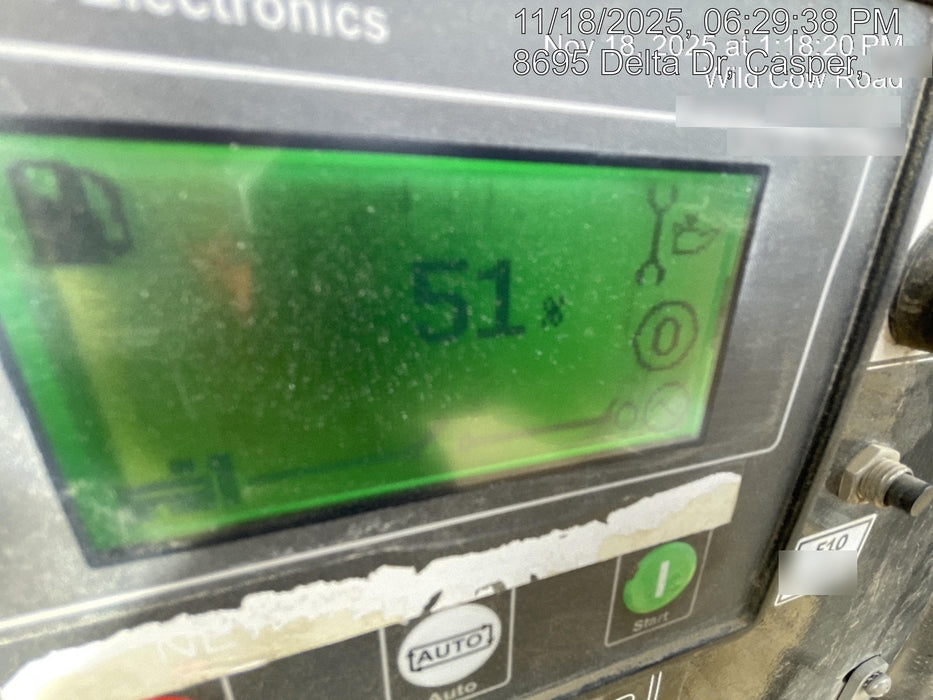 Electronics
11/18/2025, 06:29:38 PM
Nov 18, 2025 at 1:18:20 PM
8695 Delta Dr, Casper,
Wild Cow Road
51 %
0
AUTO
Auto
Start